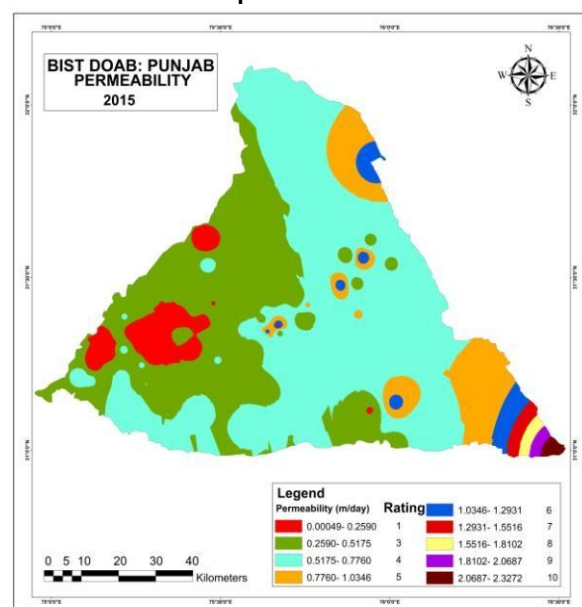 BIST DOAB: PUNJAB
PERMEABILITY
2015
N
W E
S
Legend
Permeability (m/day) Rating
0.00049- 0.2590 1
0.2590- 0.5175 3
0.5175- 0.7760 4
0.7760- 1.0346 5
1.0346- 1.2931 6
1.2931- 1.5516 7
1.5516- 1.8102 8
1.8102- 2.0687 9
2.0687- 2.3272 10
0 5 10 20 30 40
Kilometers